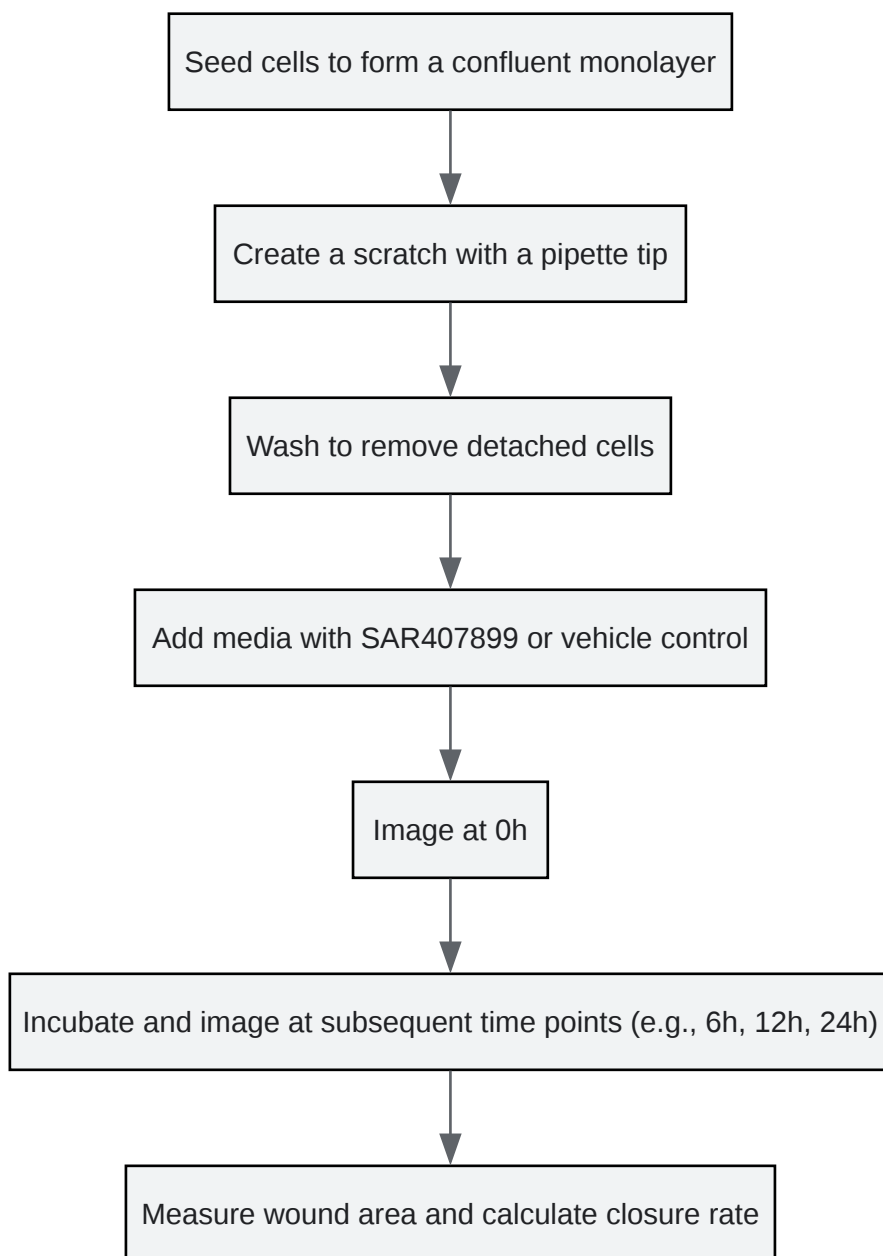 Seed cells to form a confluent monolayer
Create a scratch with a pipette tip
Wash to remove detached cells
Add media with SAR407899 or vehicle control
Image at 0h
Incubate and image at subsequent time points (e.g., 6h, 12h, 24h)
Measure wound area and calculate closure rate